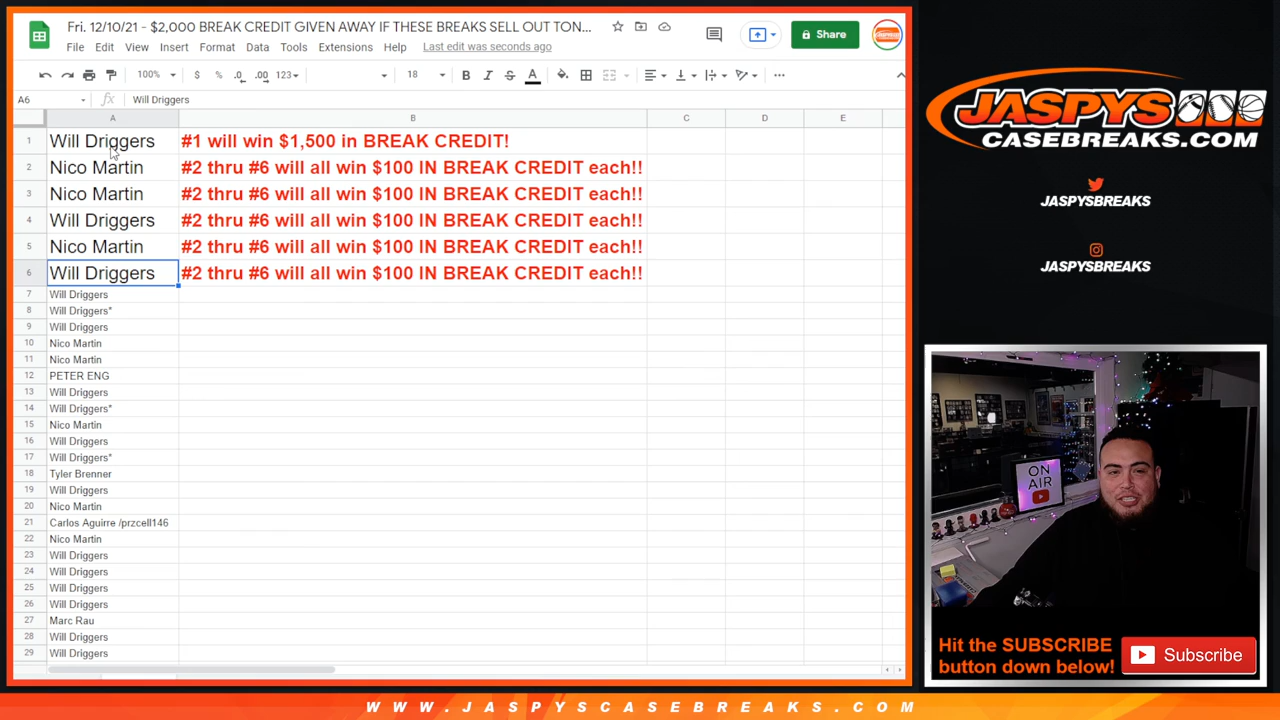 Fri. 12/10/21 - $2,000 BREAK CREDIT GIVEN AWAY IF THESE BREAKS SELL OUT TON...
File Edit View Insert Format Data Tools Extensions Help Last edit was seconds ago
Share
100% $ % .0 .00 123 18 B I S A
A6 fx Will Driggers
A B C D E
1 Will Driggers #1 will win $1,500 in BREAK CREDIT!
2 Nico Martin #2 thru #6 will all win $100 IN BREAK CREDIT each!!
3 Nico Martin #2 thru #6 will all win $100 IN BREAK CREDIT each!!
4 Will Driggers #2 thru #6 will all win $100 IN BREAK CREDIT each!!
5 Nico Martin #2 thru #6 will all win $100 IN BREAK CREDIT each!!
6 Will Driggers #2 thru #6 will all win $100 IN BREAK CREDIT each!!
7 Will Driggers
8 Will Driggers*
9 Will Driggers
10 Nico Martin
11 Nico Martin
12 PETER ENG
13 Will Driggers
14 Will Driggers*
15 Nico Martin
16 Will Driggers
17 Will Driggers*
18 Tyler Brenner
19 Will Driggers
20 Nico Martin
21 Carlos Aguirre /przcell146
22 Nico Martin
23 Will Driggers
24 Will Driggers
25 Will Driggers
26 Will Driggers
27 Marc Rau
28 Will Driggers
29 Will Driggers
JASPYS
CASEBREAKS.COM
JASPYSBREAKS
JASPYSBREAKS
ON
AIR
Hit the SUBSCRIBE
button down below!
Subscribe
WWW.JASPYSCASEBREAKS.COM